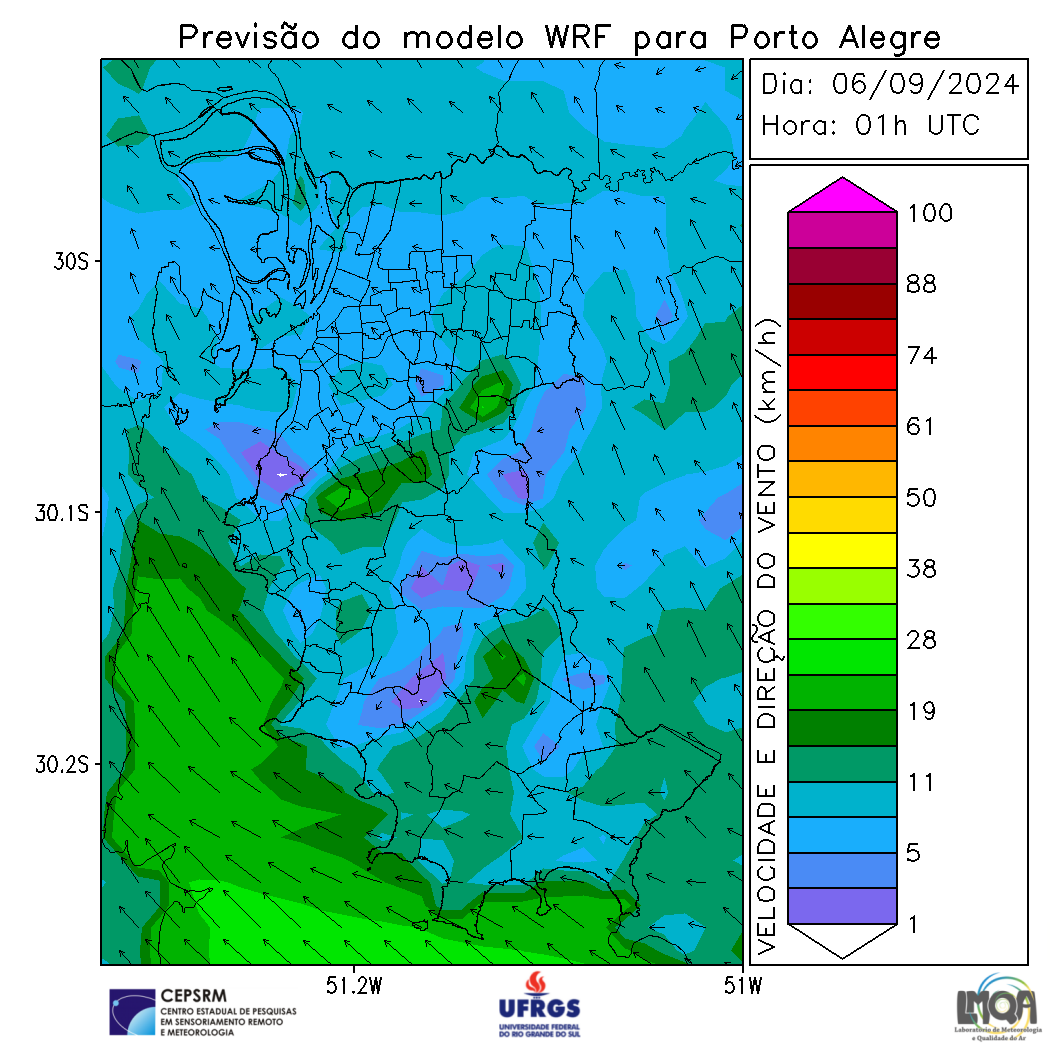 Previsão do modelo WRF para Porto Alegre
Dia: 06/09/2024
Hora: 01h UTC
30S
30.1S
30.2S
51.2W
51W
VELOCIDADE E DIREÇÃO DO VENTO (km/h)
100
88
74
61
50
38
28
19
11
5
1
CEPSRM
CENTRO ESTADUAL DE PESQUISAS
EM SENSORIAMENTO REMOTO
E METEOROLOGIA
UFRGS
UNIVERSIDADE FEDERAL
DO RIO GRANDE DO SUL
LMQA
Laboratório de Meteorologia
e Qualidade do Ar